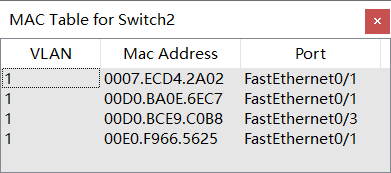 MAC Table for Switch2
VLAN Mac Address Port
1 0007.ECD4.2A02 FastEthernet0/1
1 00D0.BA0E.6EC7 FastEthernet0/1
1 00D0.BCE9.C0B8 FastEthernet0/3
1 00E0.F966.5625 FastEthernet0/1